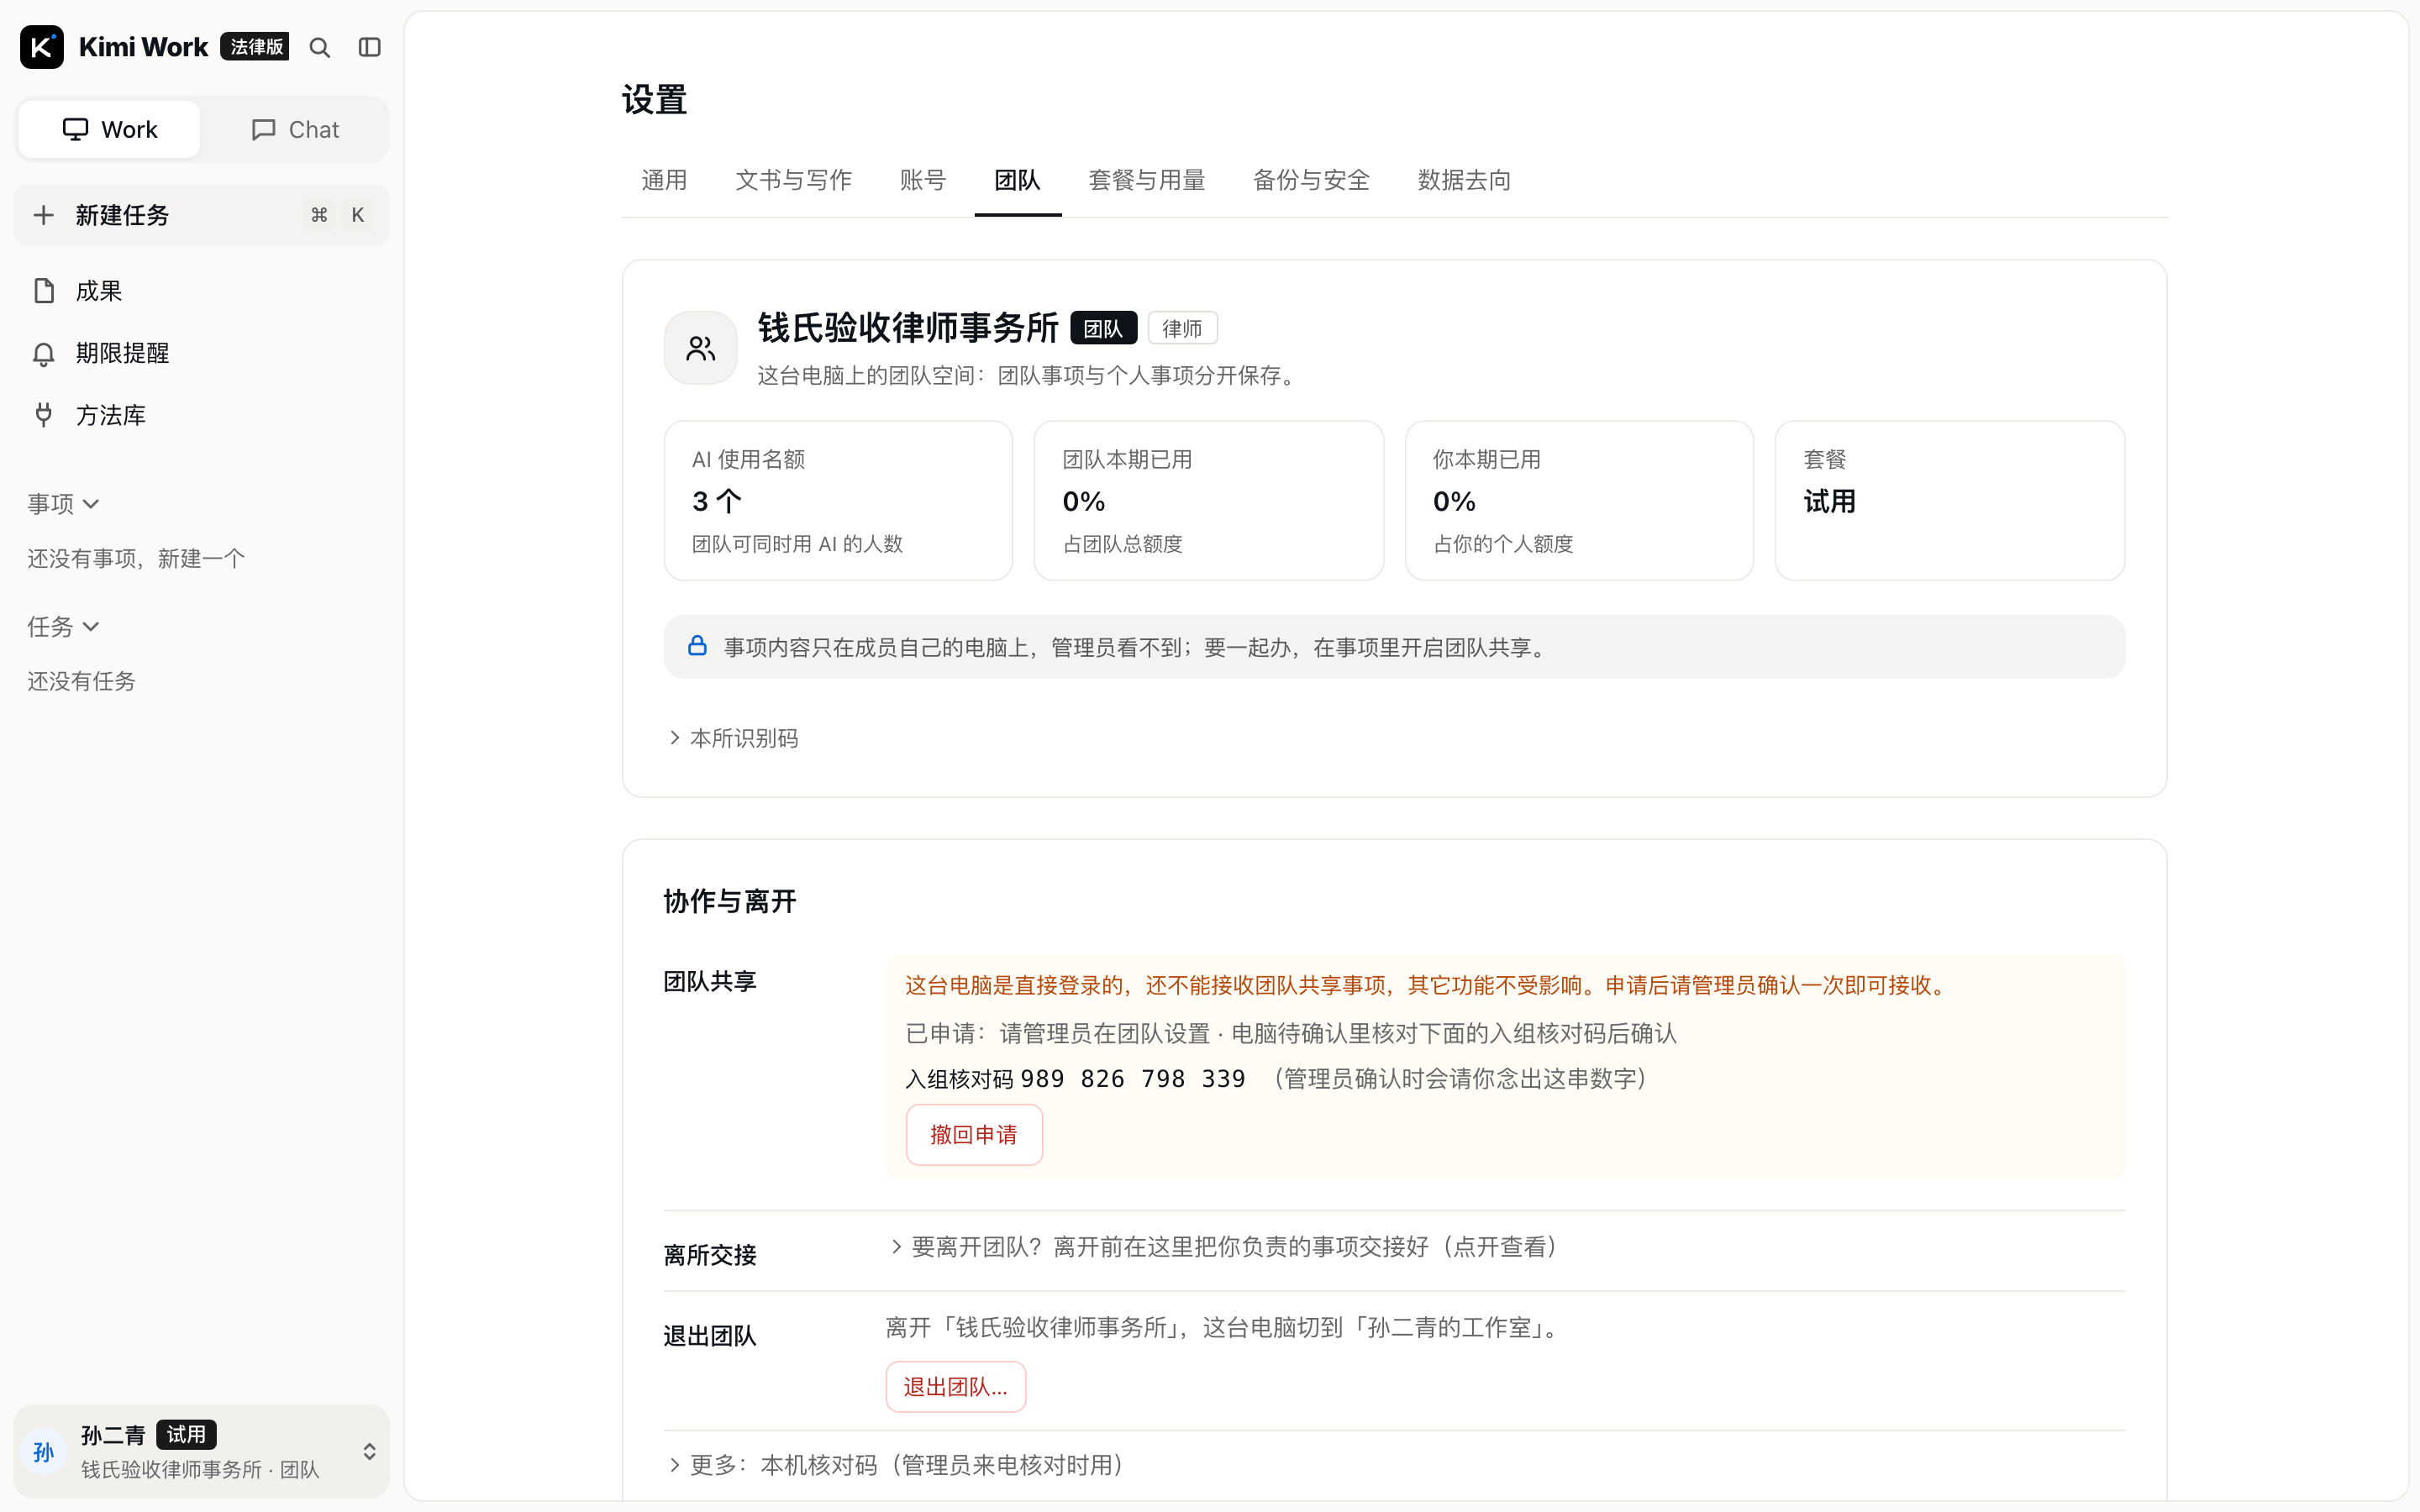 Kimi Work 法律版
Work
Chat
新建任务 ⌘ K
成果
期限提醒
方法库
事项
还没有事项，新建一个
任务
还没有任务
孙 孙二青 试用
钱氏验收律师事务所 · 团队
设置
通用 文书与写作 账号 团队 套餐与用量 备份与安全 数据去向
钱氏验收律师事务所 团队 律师
这台电脑上的团队空间：团队事项与个人事项分开保存。
AI 使用名额
3 个
团队可同时用 AI 的人数
团队本期已用
0%
占团队总额度
你本期已用
0%
占你的个人额度
套餐
试用
事项内容只在成员自己的电脑上，管理员看不到；要一起办，在事项里开启团队共享。
本所识别码
协作与离开
团队共享
这台电脑是直接登录的，还不能接收团队共享事项，其它功能不受影响。申请后请管理员确认一次即可接收。
已申请：请管理员在团队设置 · 电脑待确认里核对下面的入组核对码后确认
入组核对码 989 826 798 339 （管理员确认时会请你念出这串数字）
撤回申请
离所交接
要离开团队？离开前在这里把你负责的事项交接好（点开查看）
退出团队
离开「钱氏验收律师事务所」，这台电脑切到「孙二青的工作室」。
退出团队...
更多：本机核对码（管理员来电核对时用）